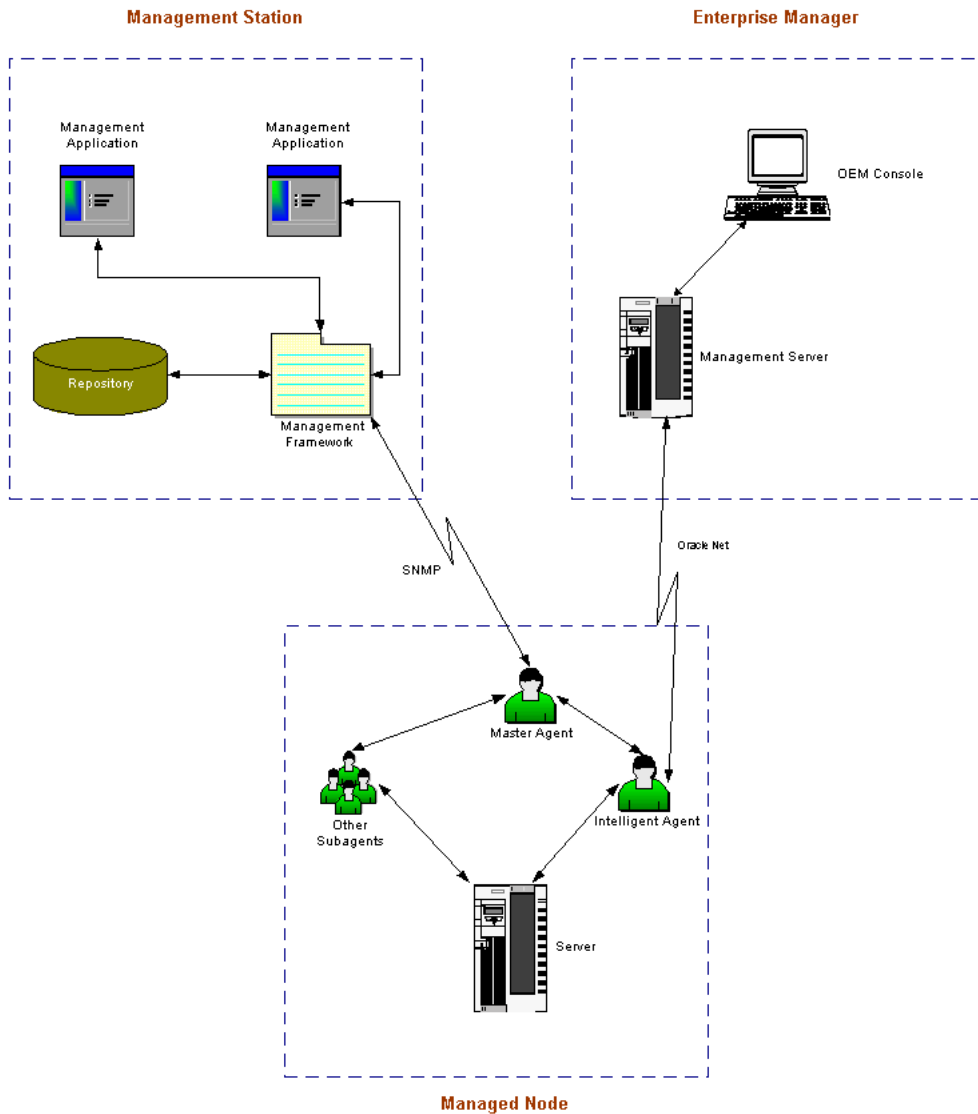 Management Station
Enterprise Manager
Management
Application
Management
Application
OEM Console
Management Server
Repository
Management
Framework
SNMP
Oracle Net
Master Agent
Other
Subagents
Intelligent Agent
Server
Managed Node